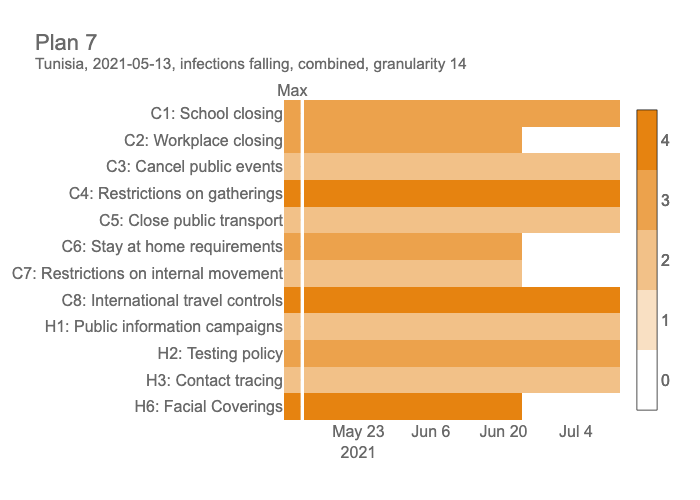 Plan 7
Tunisia, 2021-05-13, infections falling, combined, granularity 14
Max
C1: School closing
C2: Workplace closing
C3: Cancel public events
C4: Restrictions on gatherings
C5: Close public transport
C6: Stay at home requirements
C7: Restrictions on internal movement
C8: International travel controls
H1: Public information campaigns
H2: Testing policy
H3: Contact tracing
H6: Facial Coverings
May 23 Jun 6 Jun 20 Jul 4
2021
4
3
2
1
0